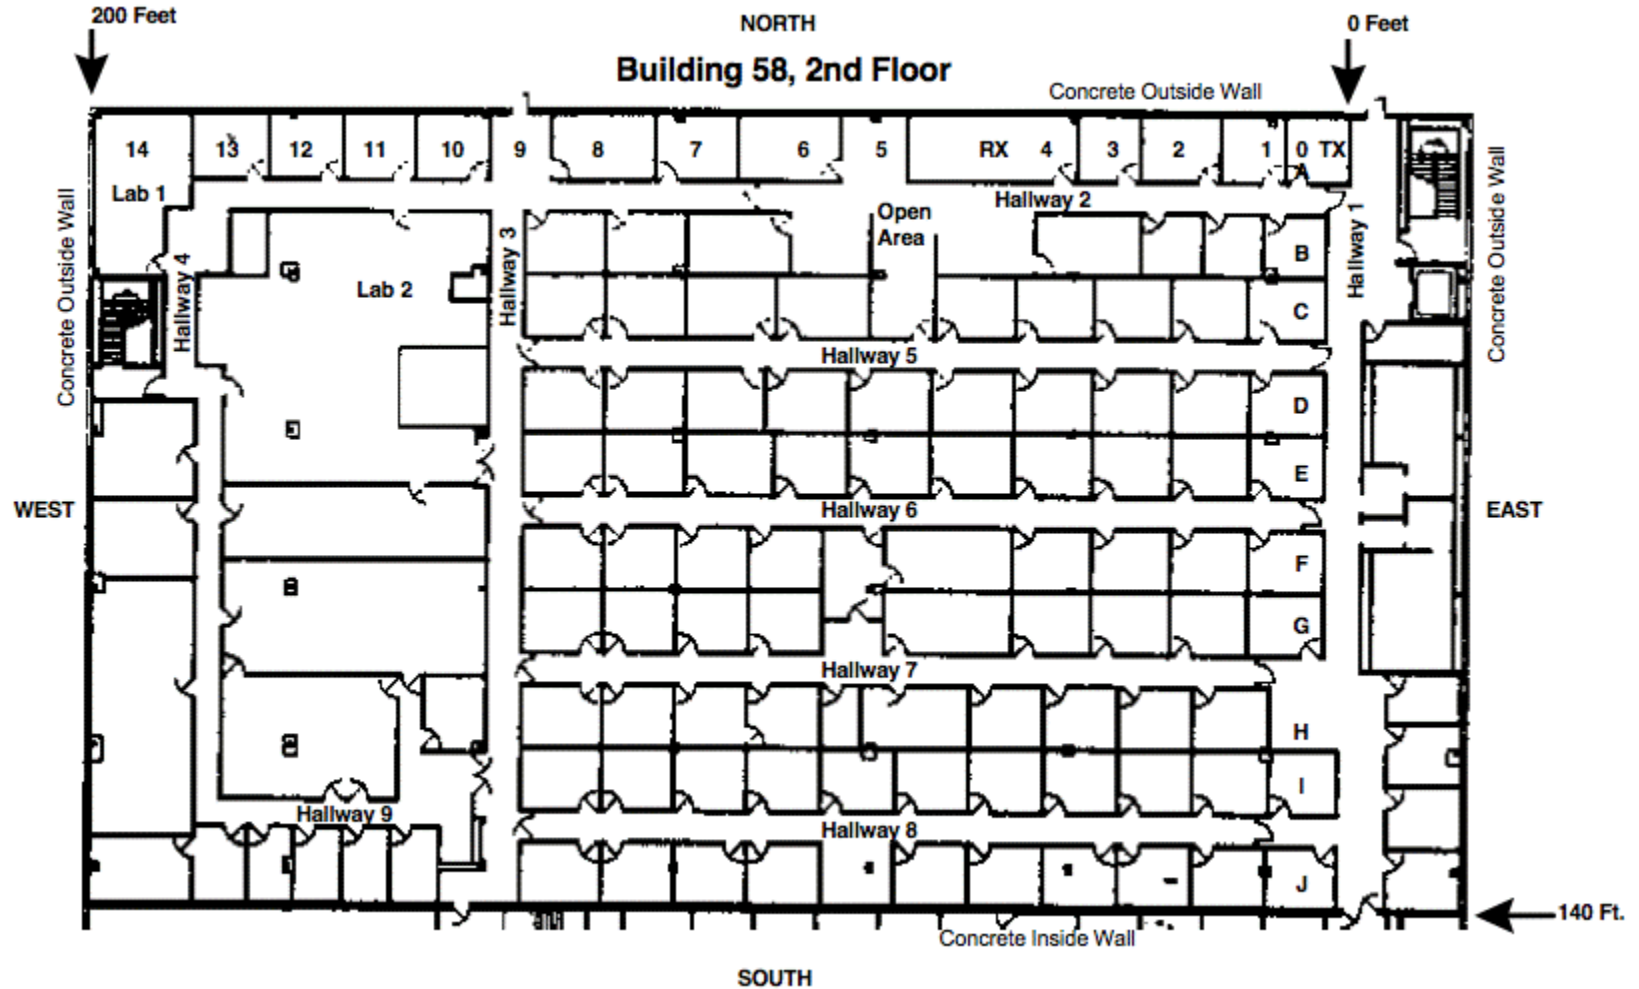 200 Feet
NORTH
0 Feet
Building 58, 2nd Floor
Concrete Outside Wall
14
13
12
11
10
9
8
7
6
5
RX
4
3
2
1
0
TX
A
Lab 1
Hallway 2
Open
Area
B
Hallway 1
Concrete Outside Wall
Concrete Outside Wall
Hallway 4
Lab 2
Hallway 3
C
Hallway 5
D
E
WEST
Hallway 6
EAST
F
G
Hallway 7
H
I
Hallway 9
Hallway 8
J
140 Ft.
Concrete Inside Wall
SOUTH